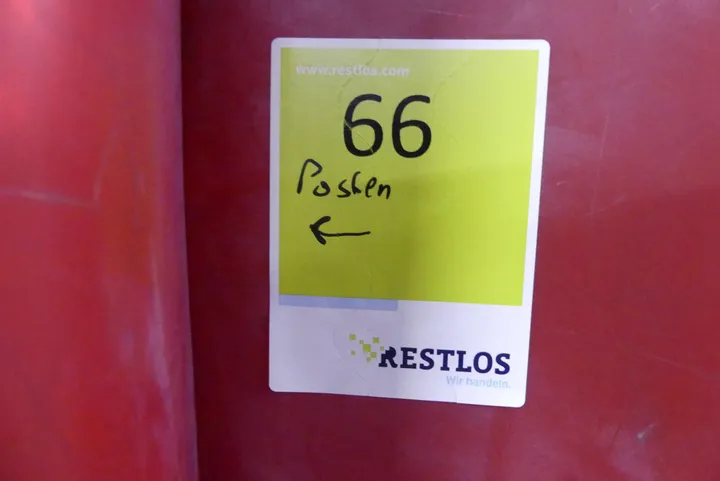 www.restlos.com
66
Posten
←
RESTLOS
Wir handeln.